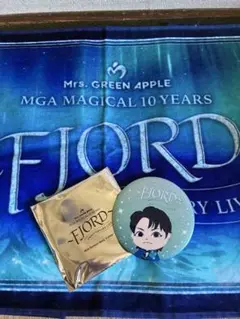 Mrs. GREEN APPLE
MGA MAGICAL 10 YEARS
~FJORD~
RY LIV
~FJORD~
~FJORD~